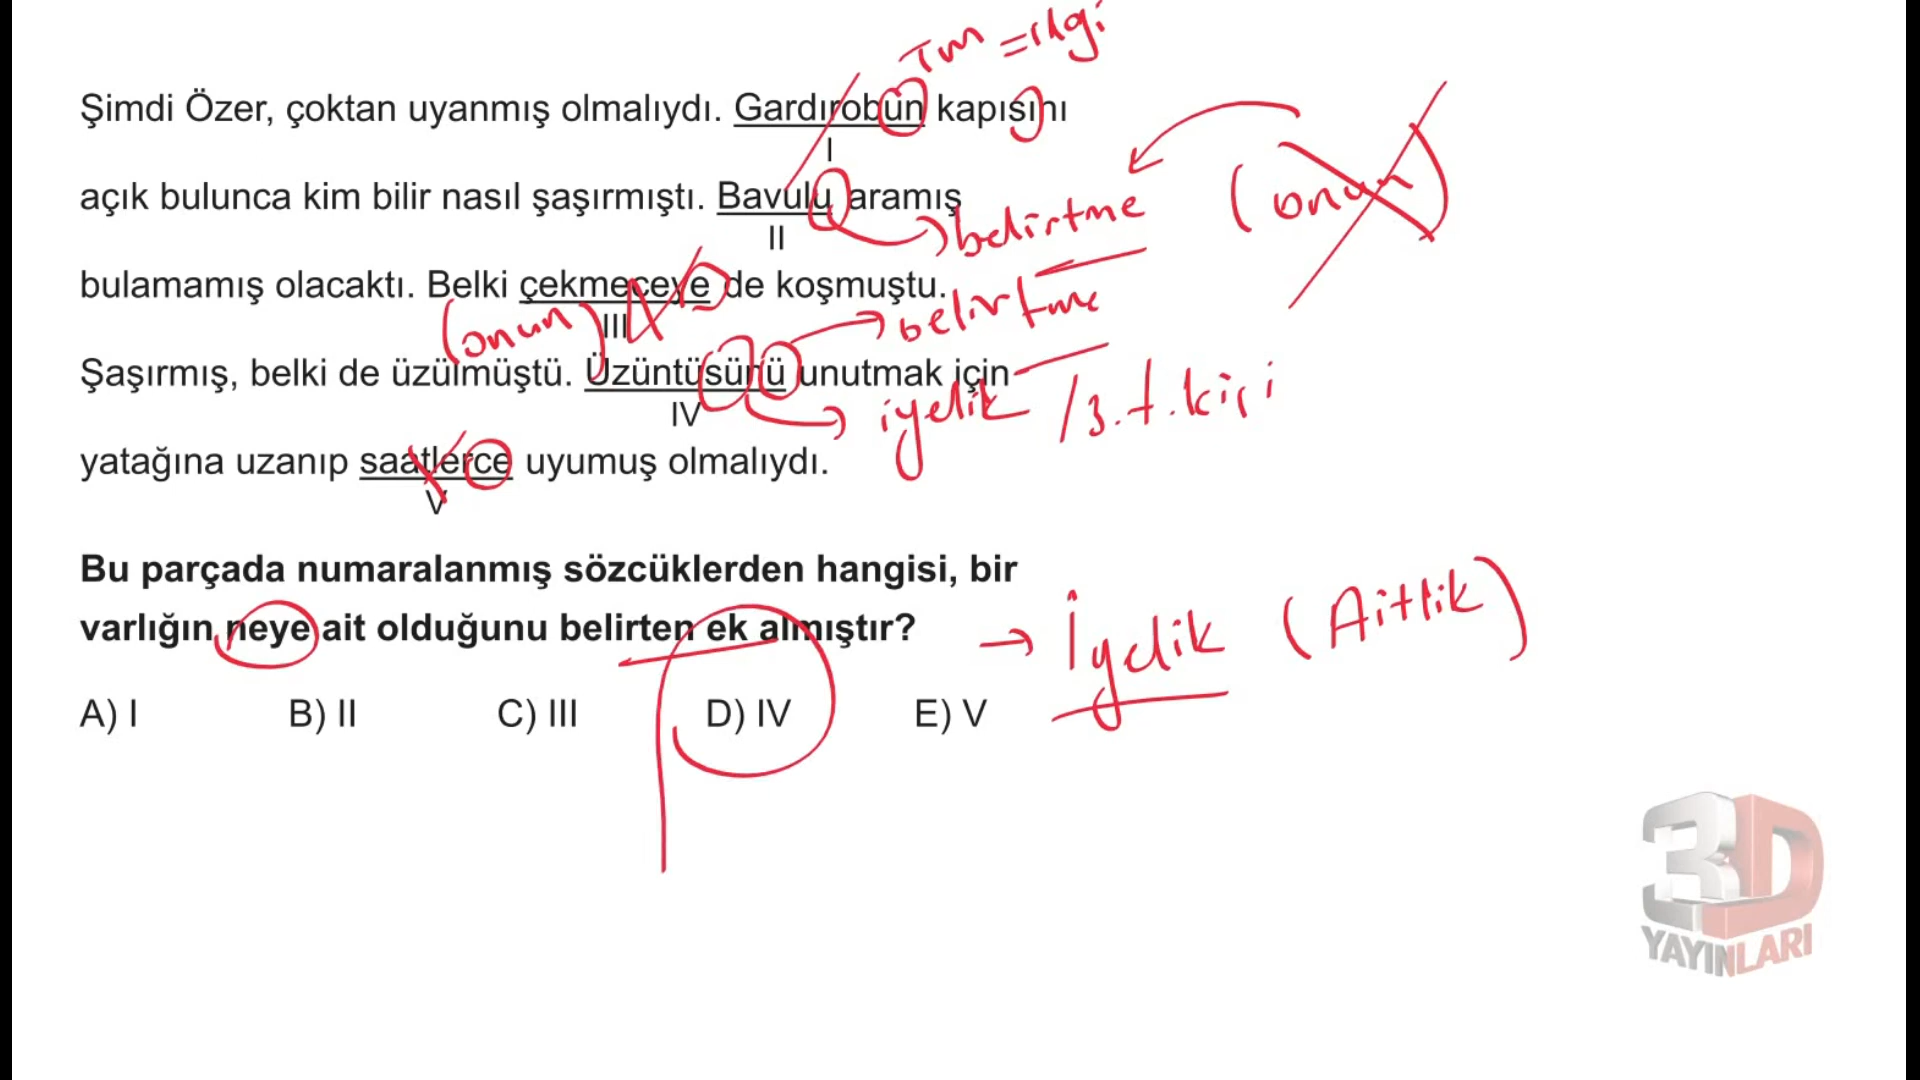 Tm = ilgi
Şimdi Özer, çoktan uyanmış olmalıydı. Gardırobun kapısını
I
açık bulunca kim bilir nasıl şaşırmıştı. Bavulu aramış
II
belirtme
(onun)
bulamamış olacaktı. Belki çekmeceye de koşmuştu.
III
(onun)
belirtme
Şaşırmış, belki de üzülmüştü. Üzüntüsünü unutmak için
IV
iyelik / 3. t. kişi
yatağına uzanıp saatlerce uyumuş olmalıydı.
V
Bu parçada numaralanmış sözcüklerden hangisi, bir
varlığın neye ait olduğunu belirten ek almıştır?
→ İyelik (Aitlik)
A) I B) II C) III D) IV E) V
3D
YAYINLARI